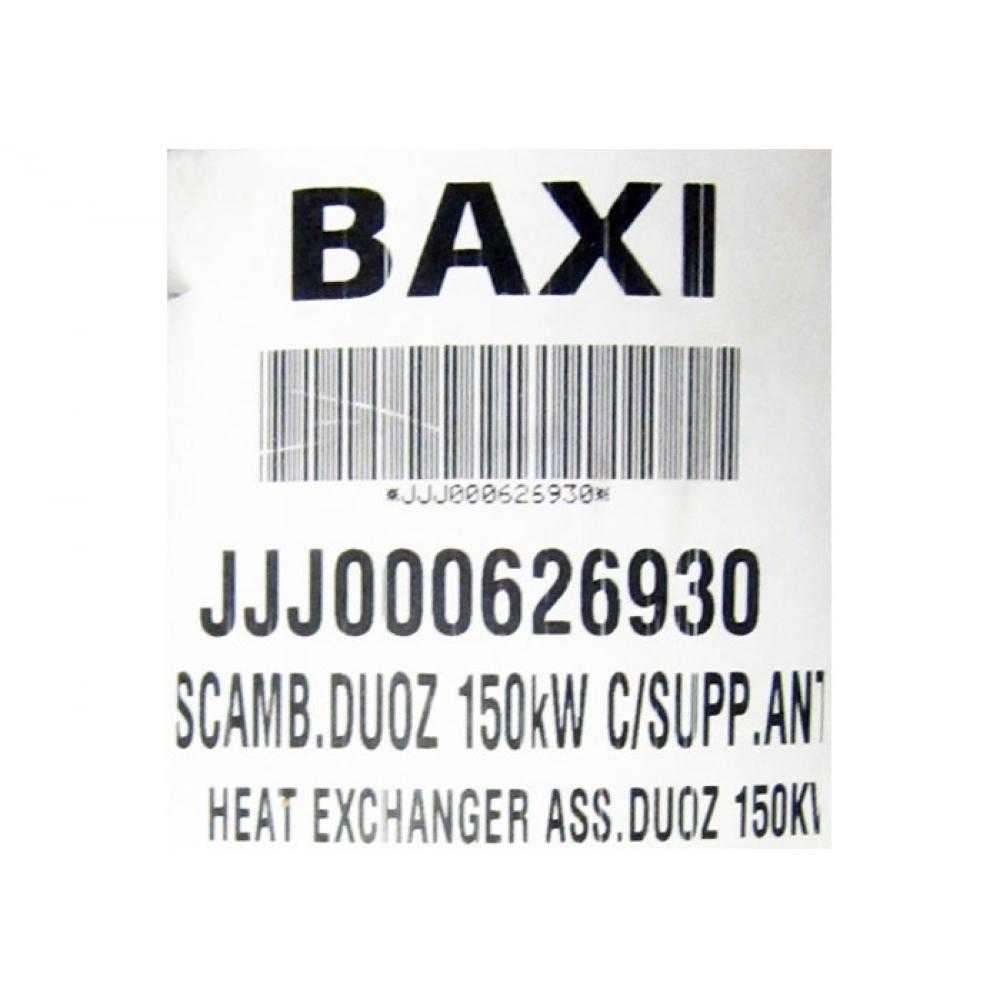 BAXI
*JJJ000626930*
JJJ000626930
SCAMB.DUOZ 150kW C/SUPP.ANT
HEAT EXCHANGER ASS.DUOZ 150KW